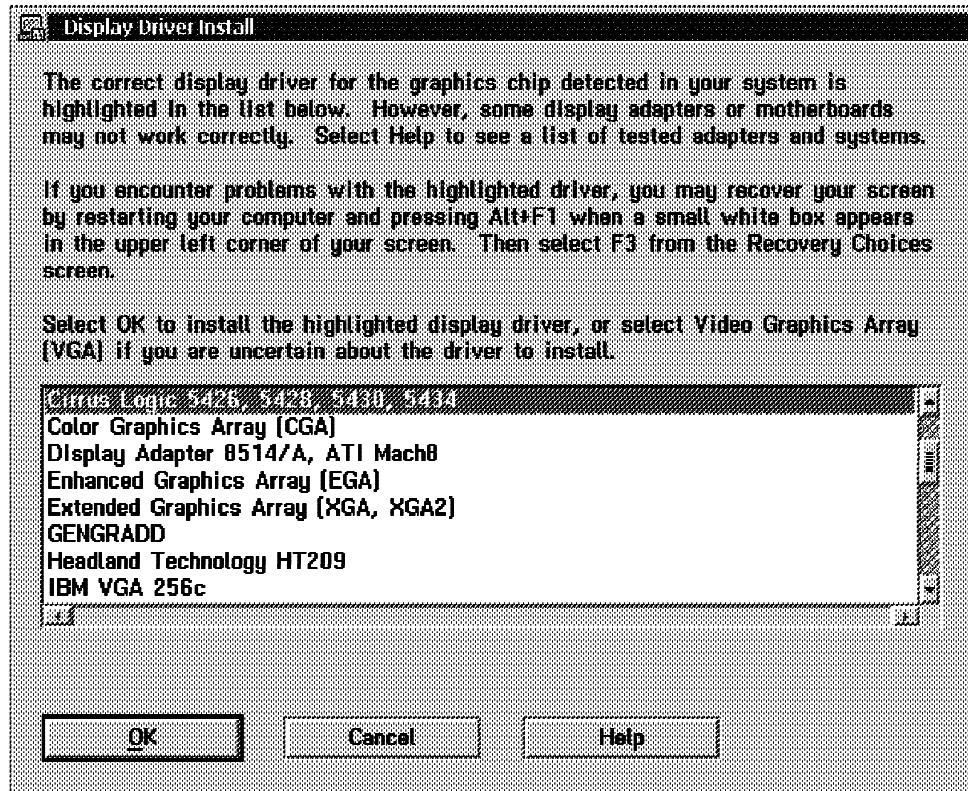 Display Driver Install
The correct display driver for the graphics chip detected in your system is
highlighted in the list below.  However, some display adapters or motherboards
may not work correctly.  Select Help to see a list of tested adapters and systems.
If you encounter problems with the highlighted driver, you may recover your screen
by restarting your computer and pressing Alt+F1 when a small white box appears
in the upper left corner of your screen.  Then select F3 from the Recovery Choices
screen.
Select OK to install the highlighted display driver, or select Video Graphics Array
(VGA) if you are uncertain about the driver to install.
Cirrus Logic 5426, 5428, 5430, 5434
Color Graphics Array (CGA)
Display Adapter 8514/A, ATI Mach8
Enhanced Graphics Array (EGA)
Extended Graphics Array (XGA, XGA2)
GENGRADD
Headland Technology HT209
IBM VGA 256c
OK
Cancel
Help